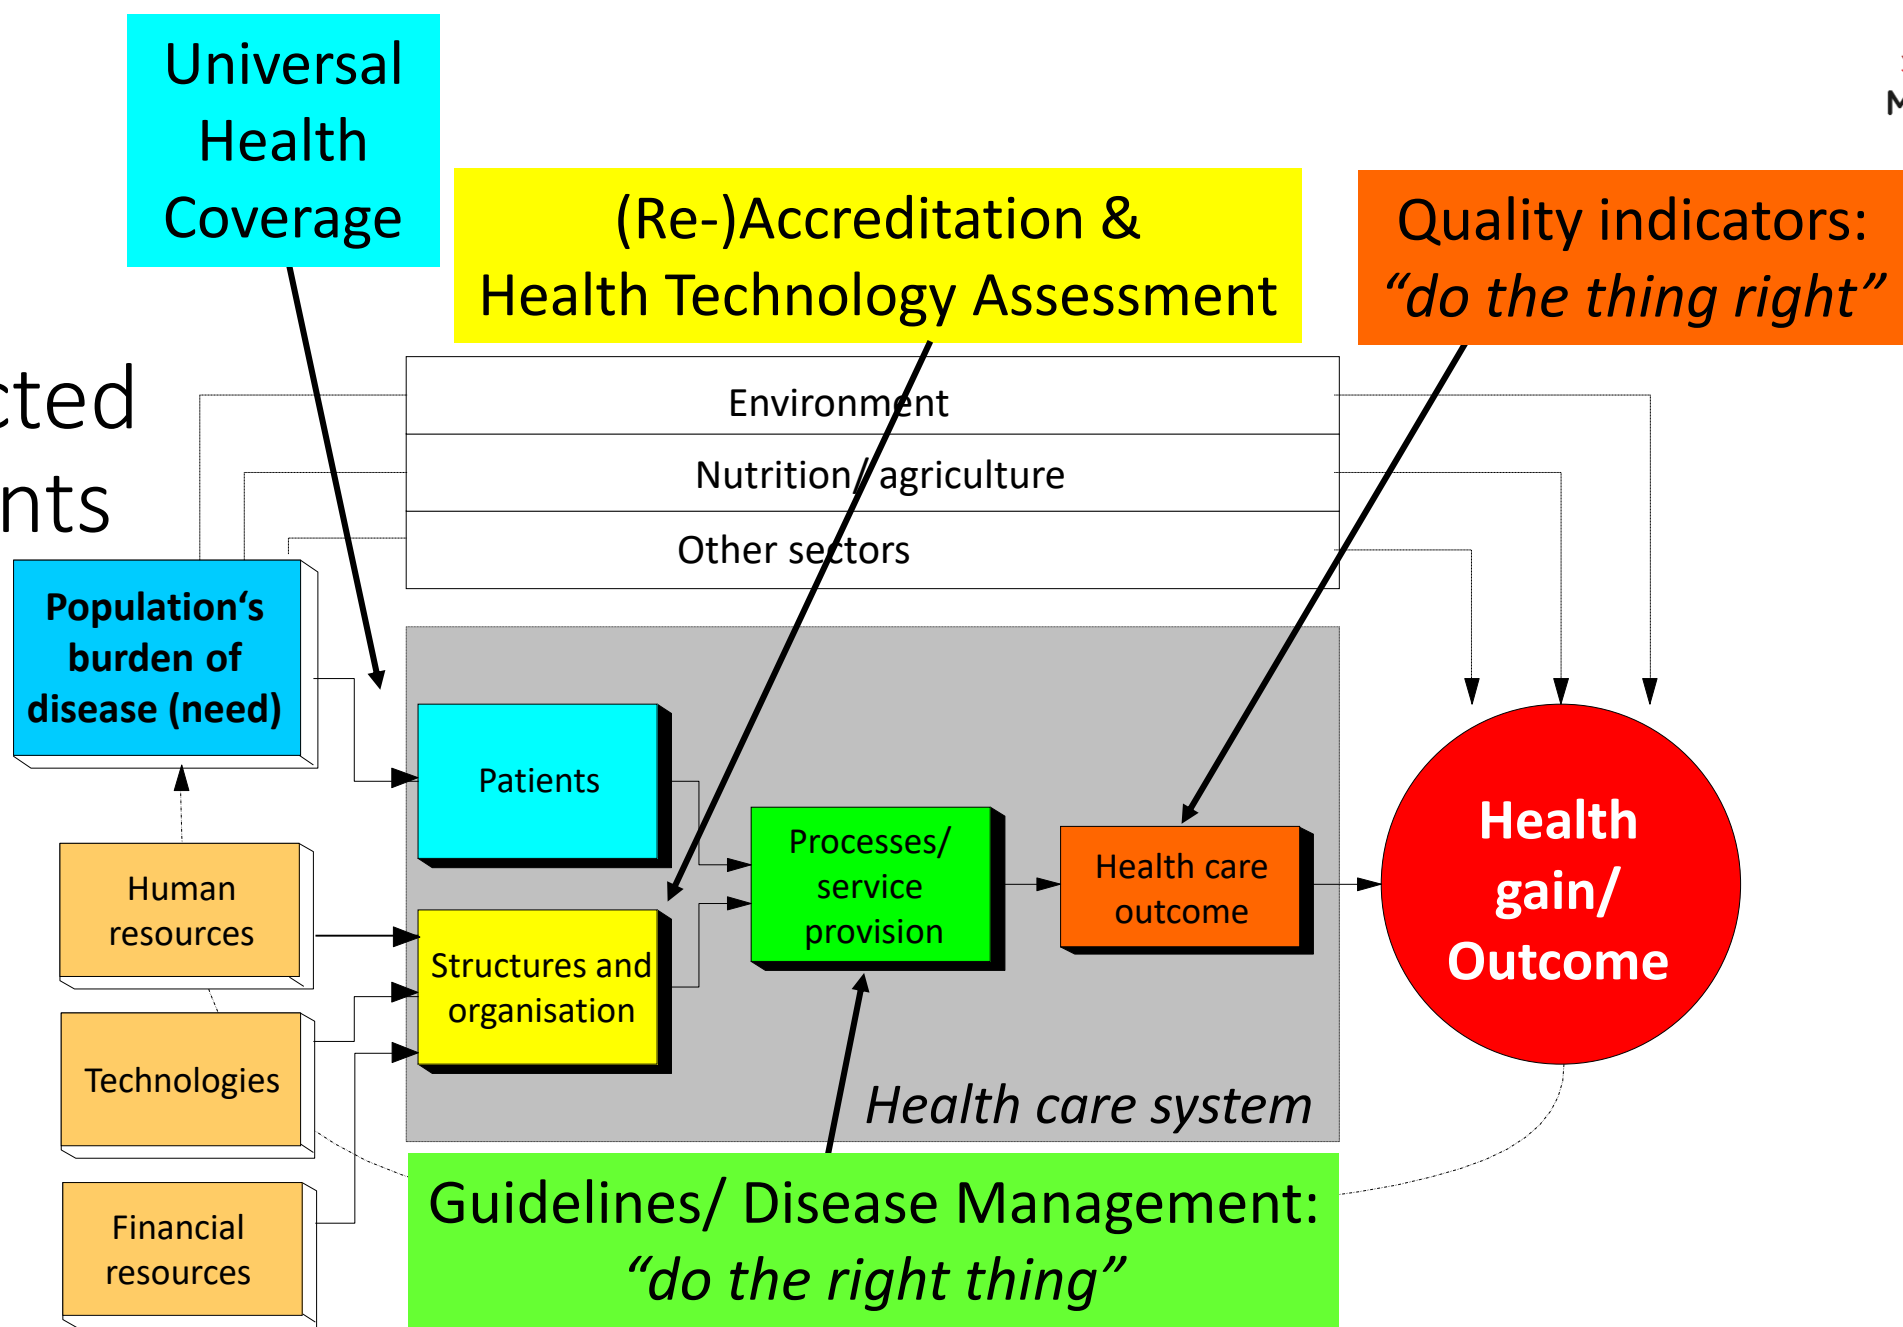 Universal
Health
Coverage
(Re-)Accreditation &
Health Technology Assessment
Quality indicators:
“do the thing right”
Environment
Nutrition/ agriculture
Other sectors
Population‘s
burden of
disease (need)
Patients
Processes/
service
provision
Health care
outcome
Health
gain/
Outcome
Human
resources
Structures and
organisation
Technologies
Health care system
Financial
resources
Guidelines/ Disease Management:
“do the right thing”